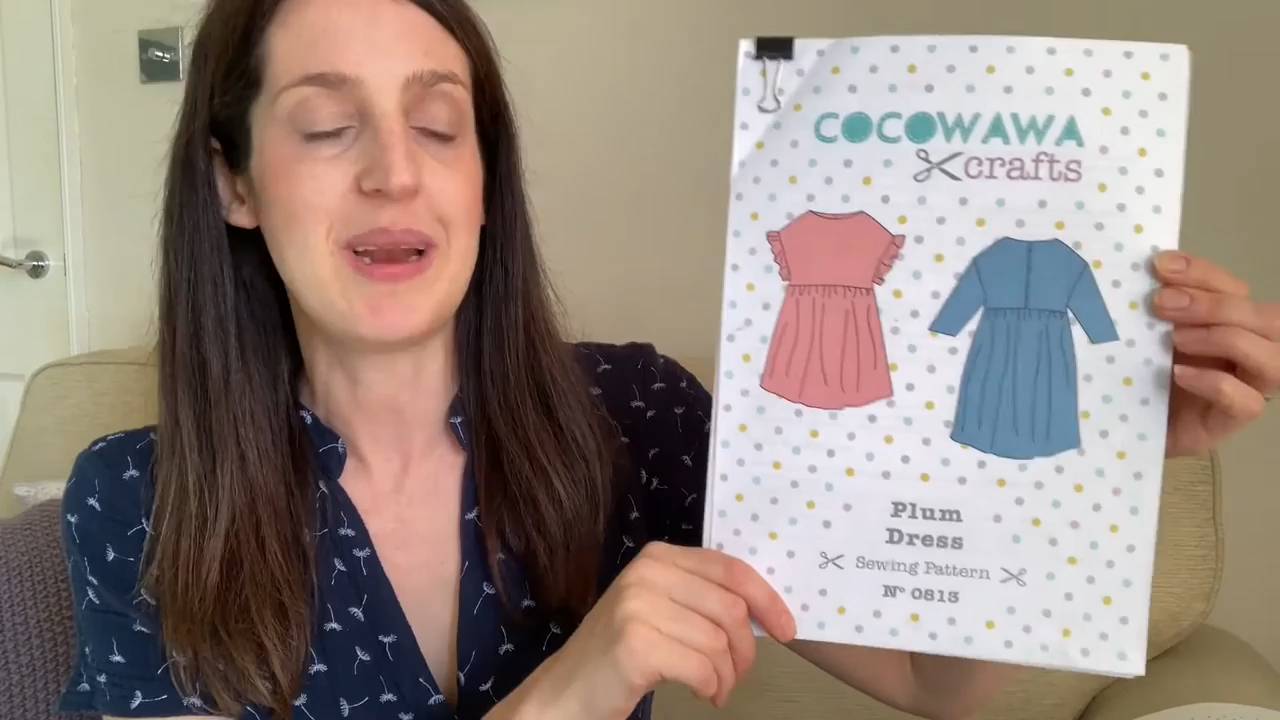 COCOWAWA
crafts
Plum
Dress
Sewing Pattern
Nº 0813